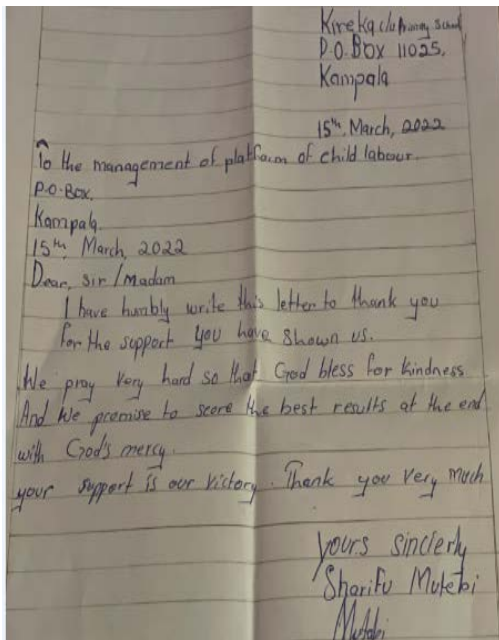 Kireka c/u Primary School
P.O.BOX 11025,
Kampala
15th, March, 2022
To the management of platform of child labour.
P.O-BOX.
Kampala.
15th, March, 2022
Dear, Sir /Madam
I have humbly write this letter to thank you
for the support you have shown us.
We pray very hard so that God bless for kindness
And we promise to score the best results at the end
with God's mercy.
your support is our victory. Thank you very much
yours sinclerly
Sharifu Mutebi
Mutebi